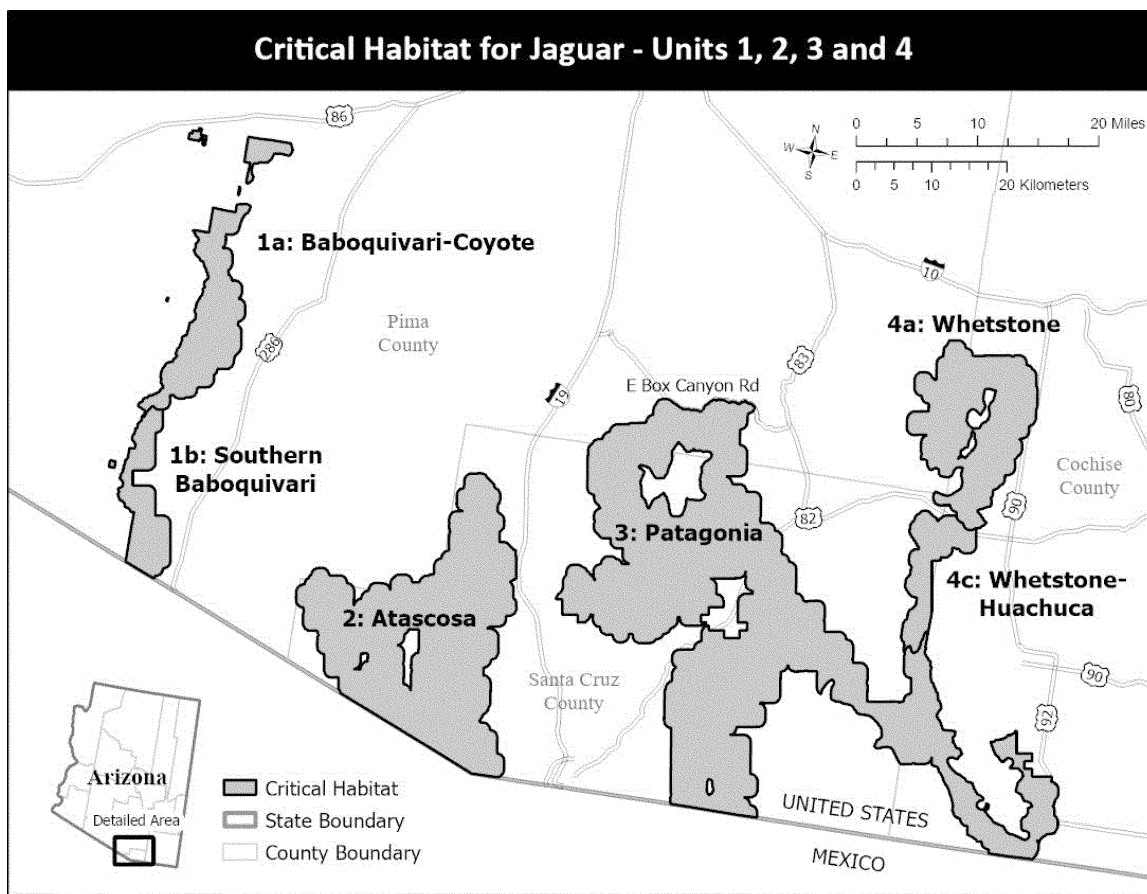 Critical Habitat for Jaguar - Units 1, 2, 3 and 4
86
0 5 10 20 Miles
N
W E
S
0 5 10 20 Kilometers
1a: Baboquivari-Coyote
10
4a: Whetstone
Pima
County
286
83
E Box Canyon Rd
19
80
1b: Southern
Baboquivari
Cochise
County
82
90
3: Patagonia
4c: Whetstone-
Huachuca
2: Atascosa
Santa Cruz
County
90
92
Arizona
Detailed Area
Critical Habitat
State Boundary
County Boundary
UNITED STATES
MEXICO